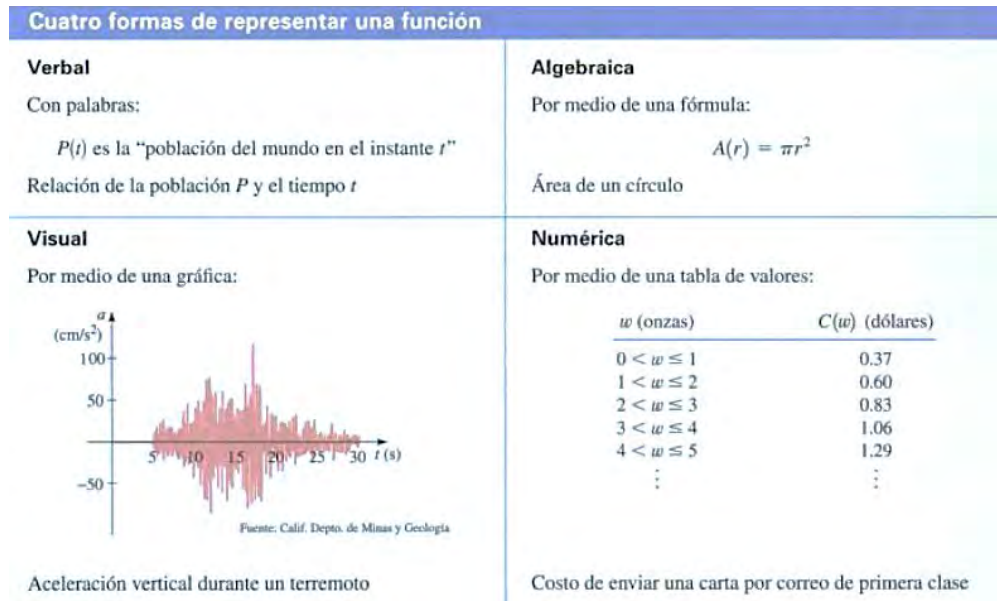 Cuatro formas de representar una función
Verbal
Con palabras:
P(t) es la “población del mundo en el instante t”
Relación de la población P y el tiempo t
Algebraica
Por medio de una fórmula:
A(r) = πr²
Área de un círculo
Visual
Por medio de una gráfica:
a
(cm/s²)
100
50
5 10 15 20 25 30 t (s)
−50
Fuente: Calif. Depto. de Minas y Geología
Aceleración vertical durante un terremoto
Numérica
Por medio de una tabla de valores:
w (onzas) C(w) (dólares)
0 < w ≤ 1 0.37
1 < w ≤ 2 0.60
2 < w ≤ 3 0.83
3 < w ≤ 4 1.06
4 < w ≤ 5 1.29
⋮ ⋮
Costo de enviar una carta por correo de primera clase